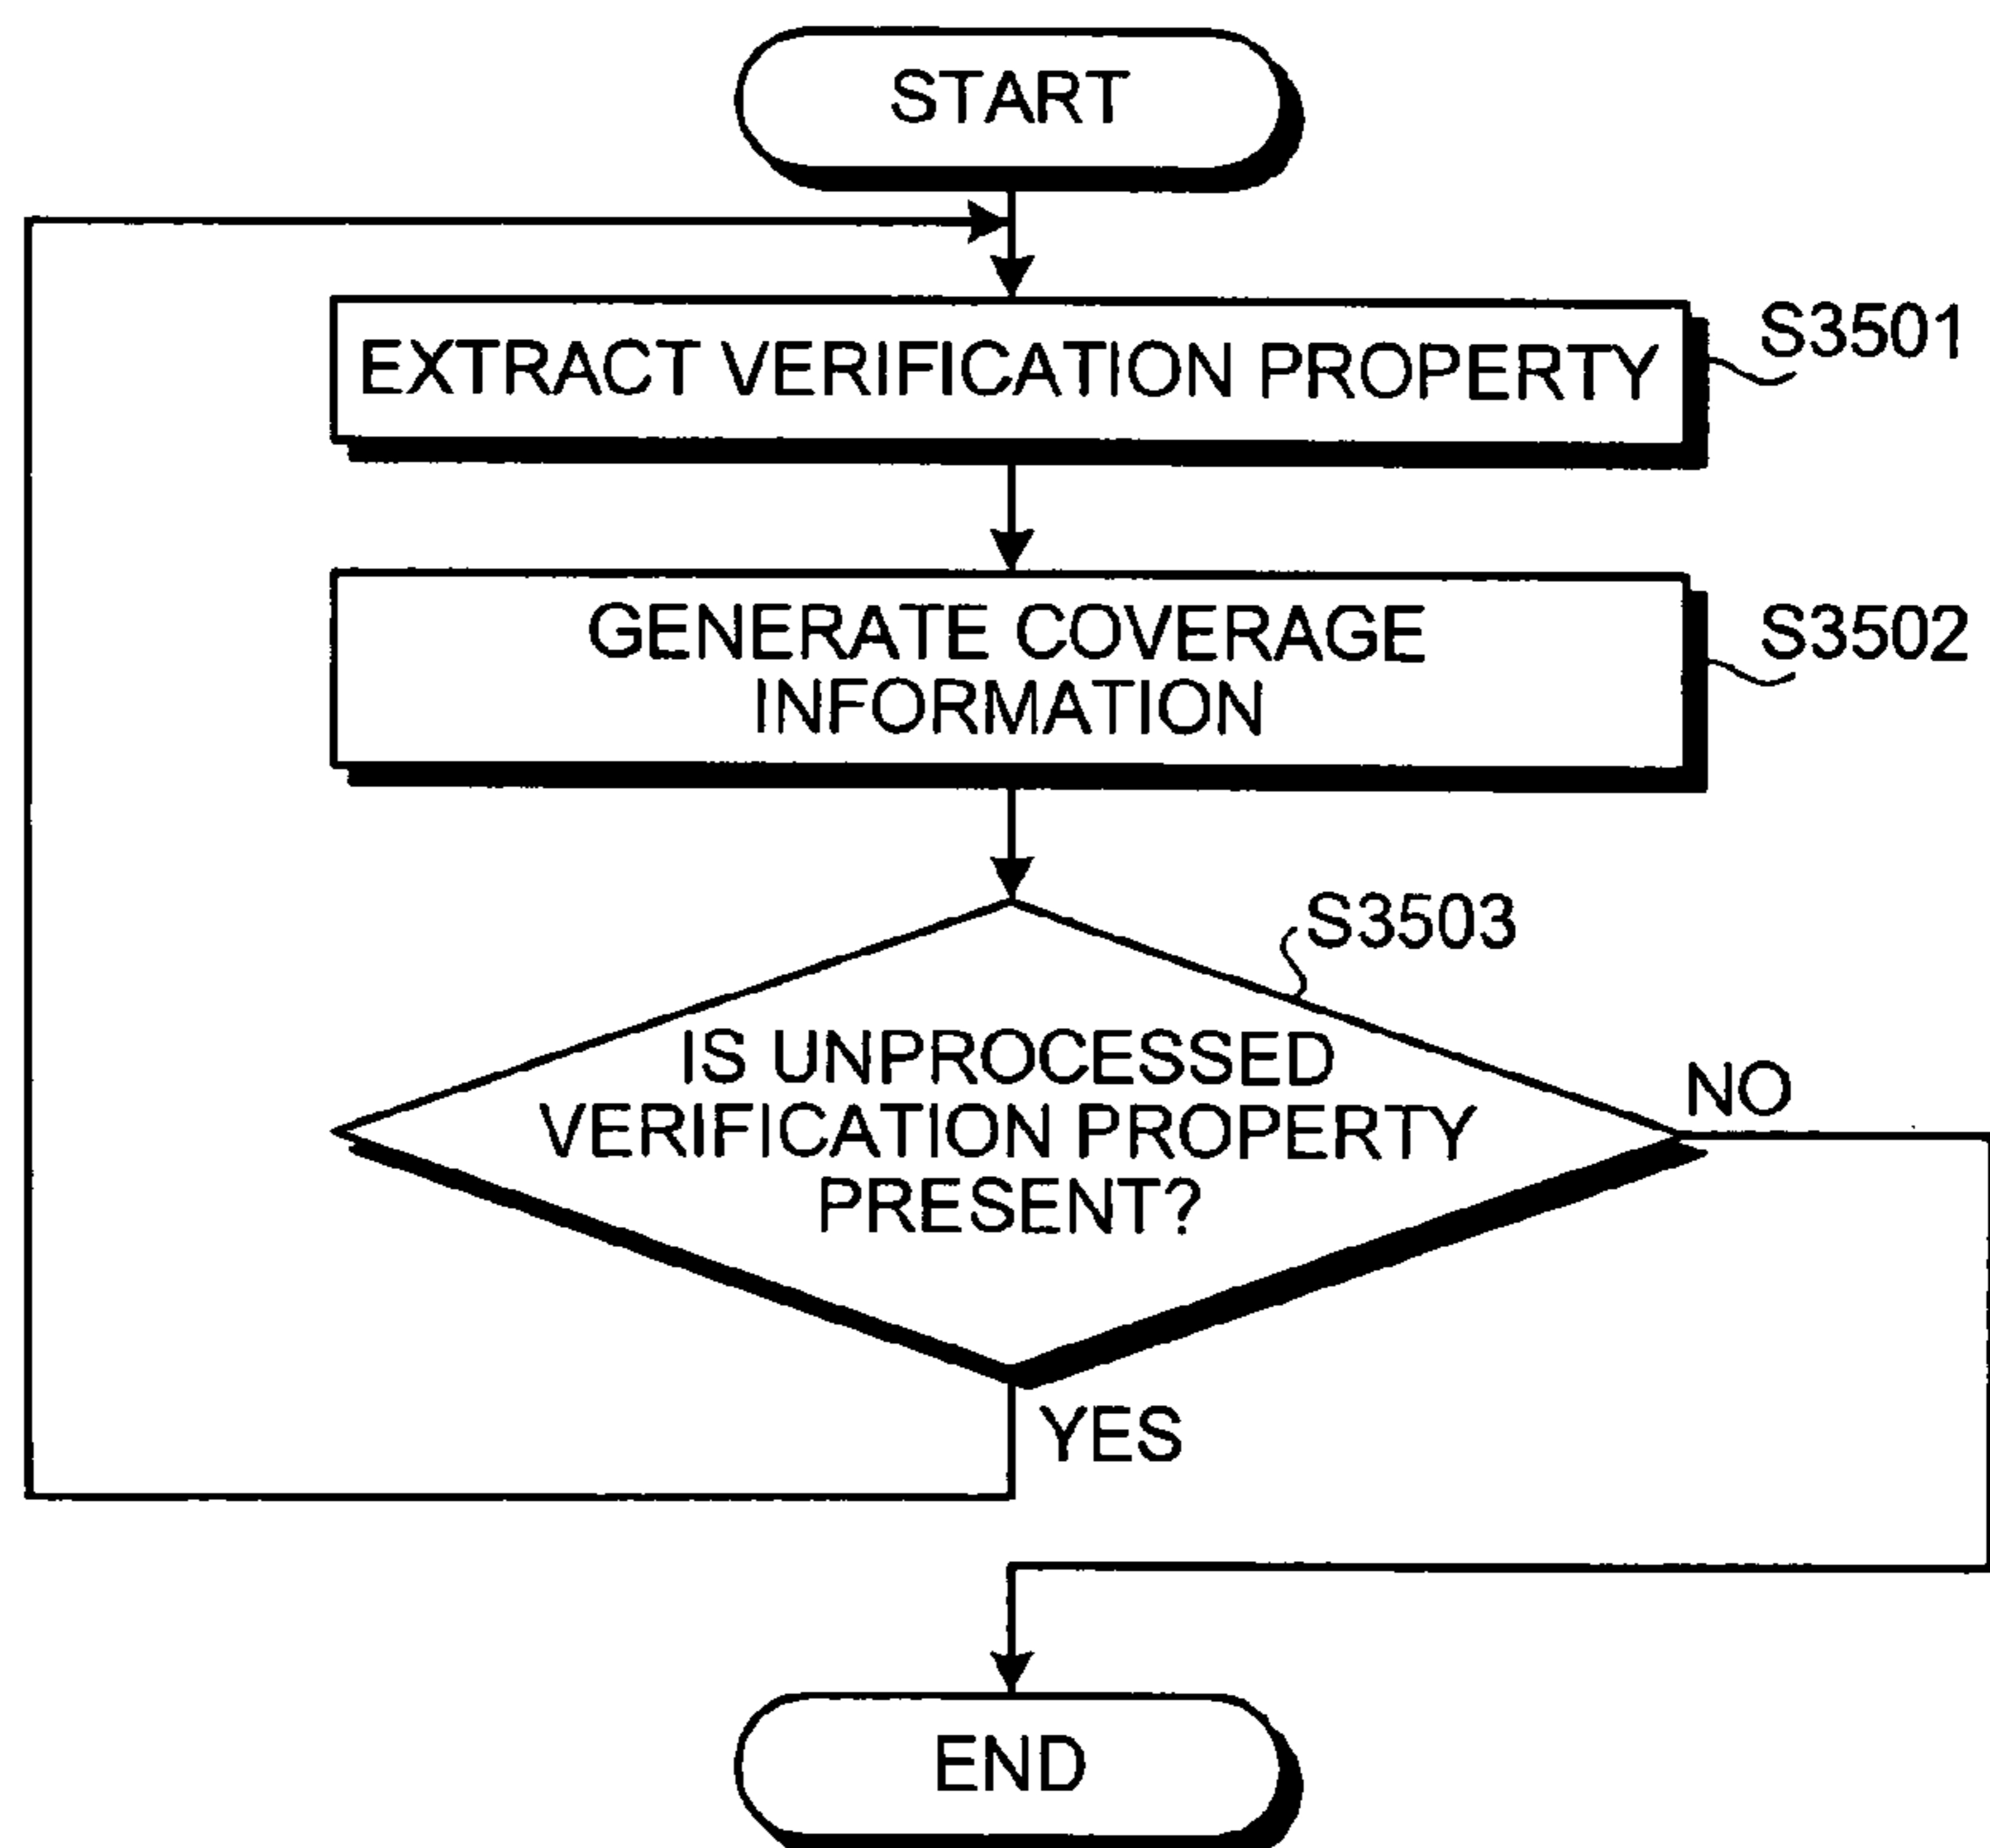 START
EXTRACT VERIFICATION PROPERTY
S3501
GENERATE COVERAGE
INFORMATION
S3502
S3503
IS UNPROCESSED
VERIFICATION PROPERTY
PRESENT?
NO
YES
END